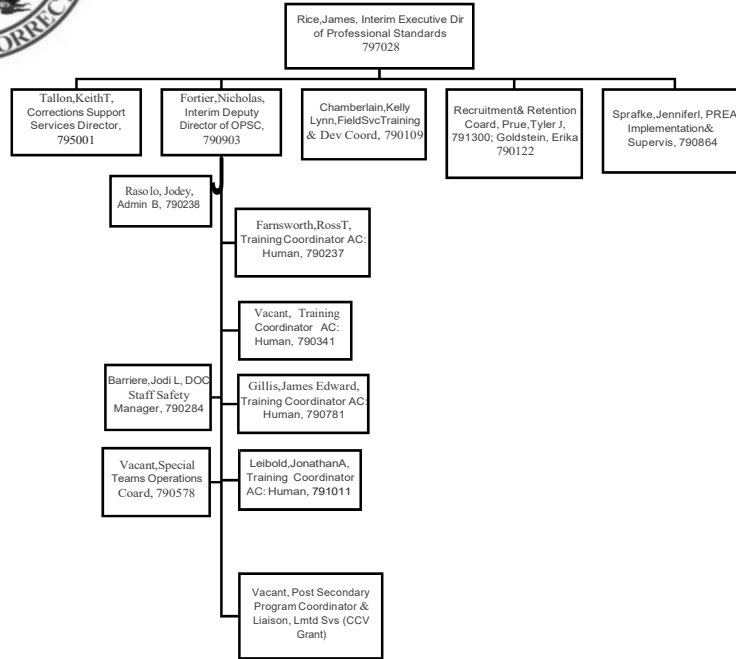 ORREC
Rice,James, Interim Executive Dir
of Professional Standards
797028
Tallon,KeithT,
Corrections Support
Services Director,
795001
Fortier,Nicholas,
Interim Deputy
Director of OPSC,
790903
Chamberlain,Kelly
Lynn,FieldSvcTraining
& Dev Coord, 790109
Recruitment& Retention
Coard, Prue,Tyler J,
791300; Goldstein, Erika
790122
Sprafke,Jenniferl, PREA
Implementation&
Supervis, 790864
Rasolo, Jodey,
Admin B, 790238
Farnsworth,RossT,
Training Coordinator AC:
Human, 790237
Vacant, Training
Coordinator AC:
Human, 790341
Barriere,Jodi L, DOC
Staff Safety
Manager, 790284
Gillis,James Edward,
Training Coordinator AC:
Human, 790781
Vacant,Special
Teams Operations
Coard, 790578
Leibold,JonathanA,
Training Coordinator
AC: Human, 791011
Vacant, Post Secondary
Program Coordinator &
Liaison, Lmtd Svs (CCV
Grant)